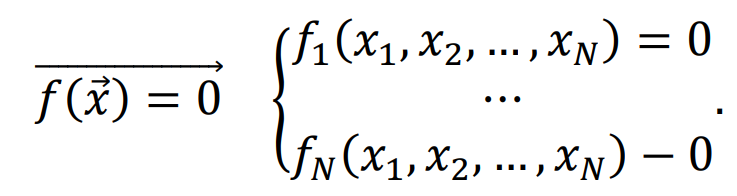 f(x⃗) = 0
f₁(x₁, x₂, … , x_N) = 0
…
f_N(x₁, x₂, … , x_N) − 0 .